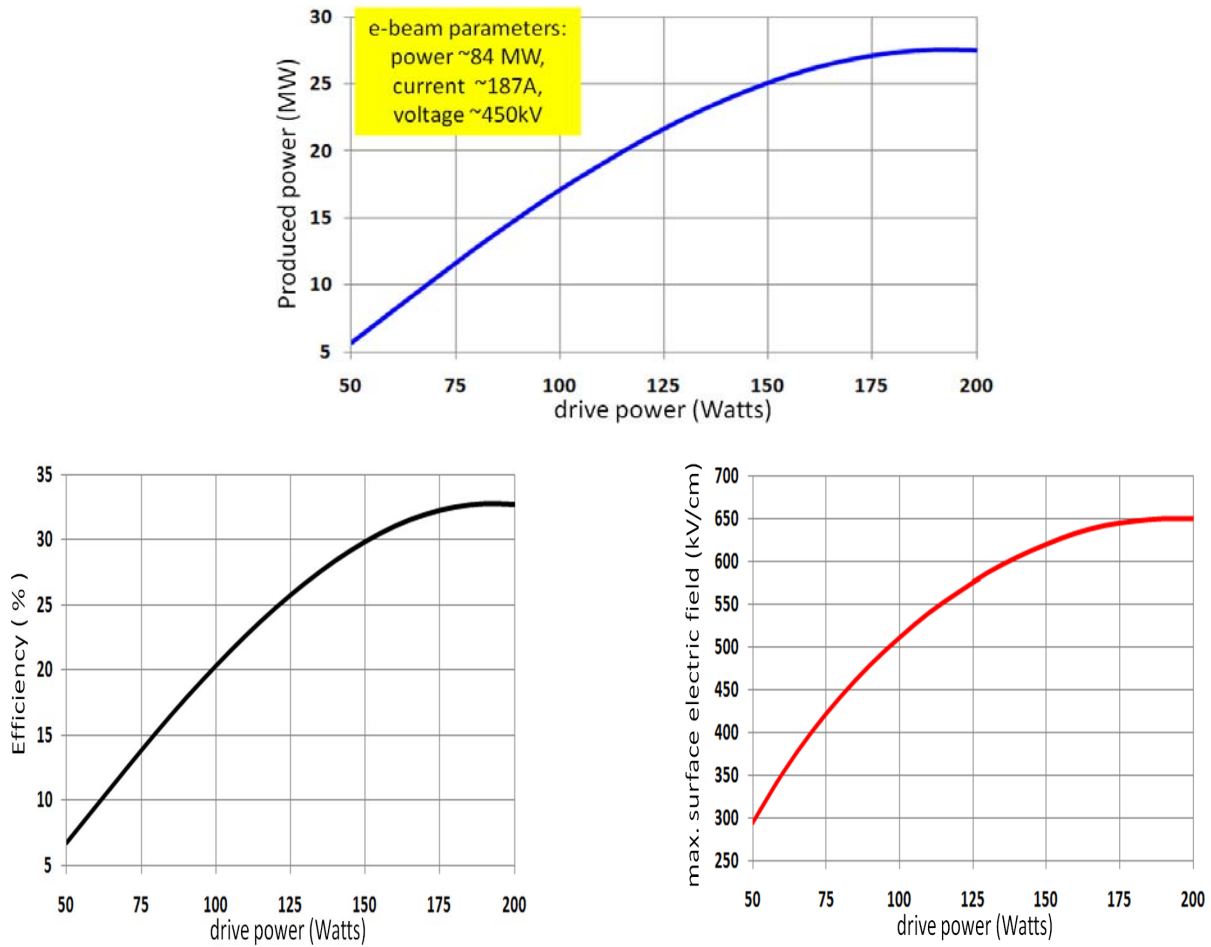 30
25
20
15
10
5
Produced power (MW)
e-beam parameters:
power ~84 MW,
current ~187A,
voltage ~450kV
50 75 100 125 150 175 200
drive power (Watts)
35
30
25
20
15
10
5
Efficiency ( % )
50 75 100 125 150 175 200
drive power (Watts)
700
650
600
550
500
450
400
350
300
250
max. surface electric field (kV/cm)
50 75 100 125 150 175 200
drive power (Watts)